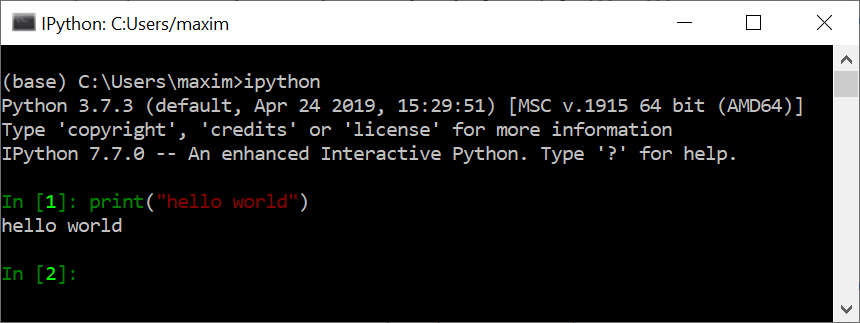 IPython: C:Users/maxim
(base) C:\Users\maxim>ipython
Python 3.7.3 (default, Apr 24 2019, 15:29:51) [MSC v.1915 64 bit (AMD64)]
Type 'copyright', 'credits' or 'license' for more information
IPython 7.7.0 -- An enhanced Interactive Python. Type '?' for help.
In [1]: print("hello world")
hello world
In [2]: